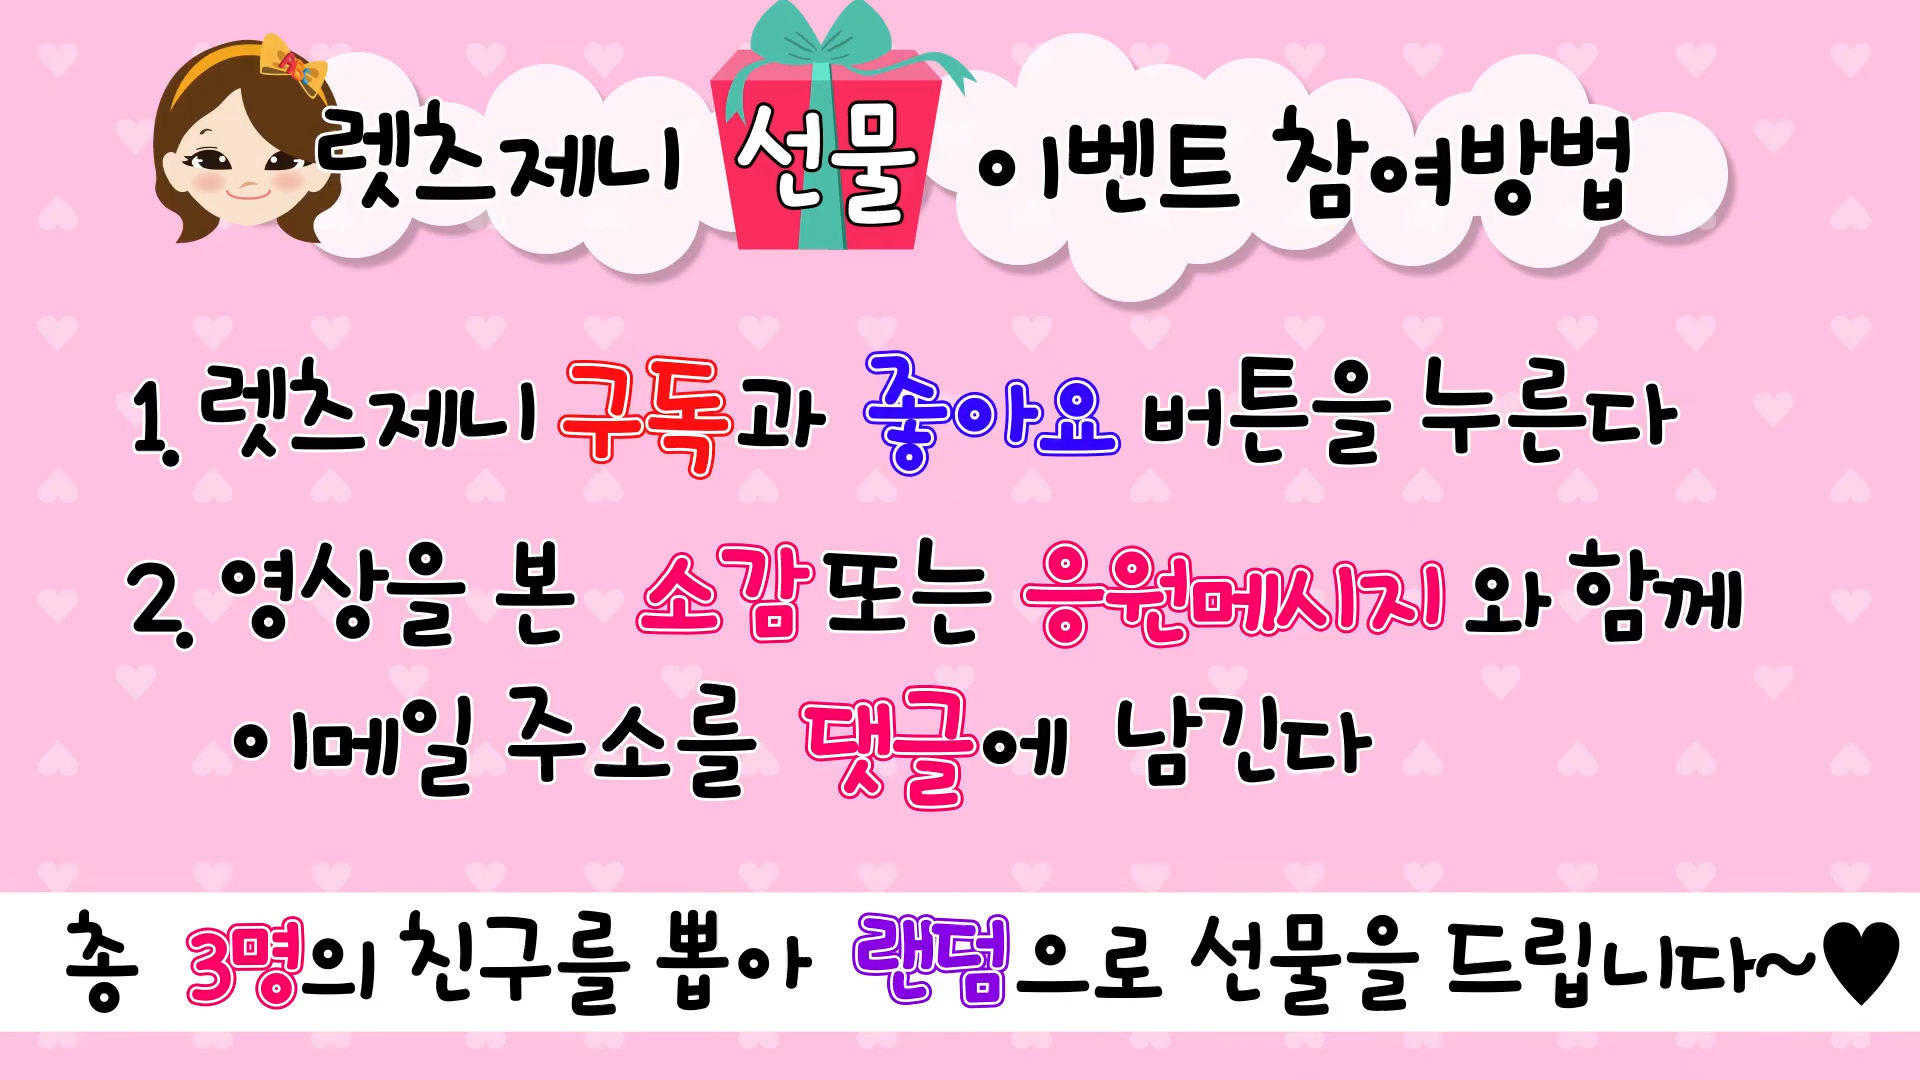 렛츠제니 선물 이벤트 참여방법
1. 렛츠제니 구독과 좋아요 버튼을 누른다
2. 영상을 본 소감 또는 응원메시지와 함께
이메일 주소를 댓글에 남긴다
총 3명의 친구를 뽑아 랜덤으로 선물을 드립니다~♥